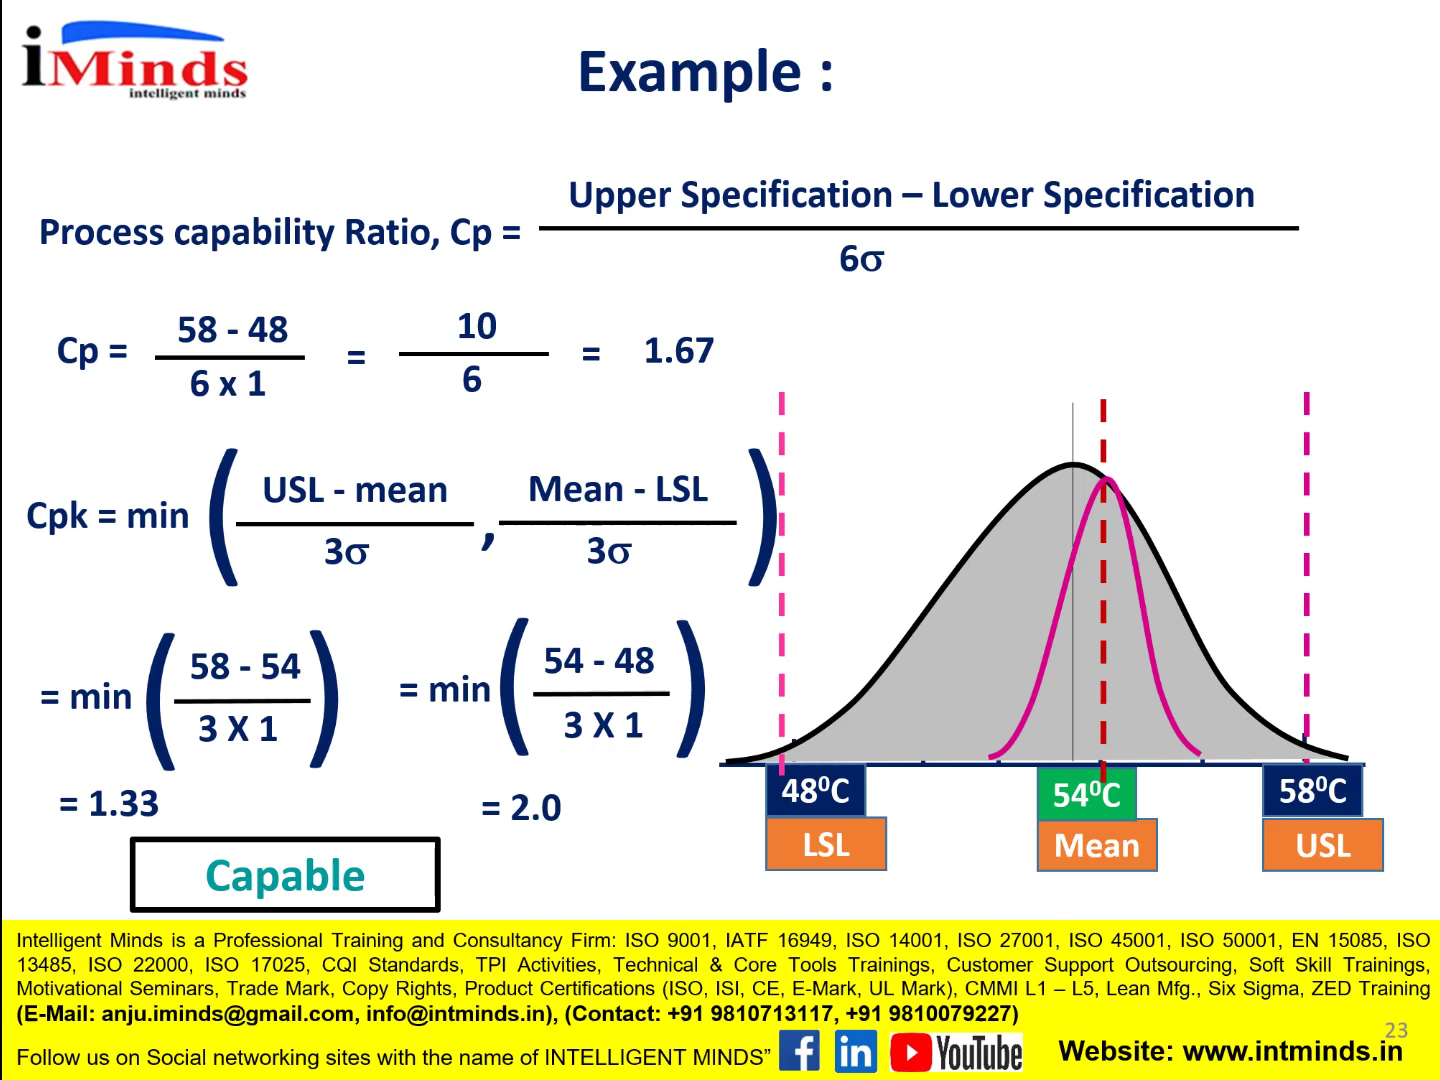 iMinds
intelligent minds
Example :
Upper Specification – Lower Specification
Process capability Ratio, Cp =
6σ
58 - 48
10
Cp =
=
=
1.67
6 x 1
6
USL - mean
Mean - LSL
Cpk = min (
,
)
3σ
3σ
58 - 54
54 - 48
= min (
)
= min (
)
3 X 1
3 X 1
= 1.33
= 2.0
Capable
48⁰C
54⁰C
58⁰C
LSL
Mean
USL
Intelligent Minds is a Professional Training and Consultancy Firm: ISO 9001, IATF 16949, ISO 14001, ISO 27001, ISO 45001, ISO 50001, EN 15085, ISO
13485, ISO 22000, ISO 17025, CQI Standards, TPI Activities, Technical & Core Tools Trainings, Customer Support Outsourcing, Soft Skill Trainings,
Motivational Seminars, Trade Mark, Copy Rights, Product Certifications (ISO, ISI, CE, E-Mark, UL Mark), CMMI L1 – L5, Lean Mfg., Six Sigma, ZED Training
(E-Mail: anju.iminds@gmail.com, info@intminds.in), (Contact: +91 9810713117, +91 9810079227)
23
Follow us on Social networking sites with the name of INTELLIGENT MINDS” f in YouTube Website: www.intminds.in